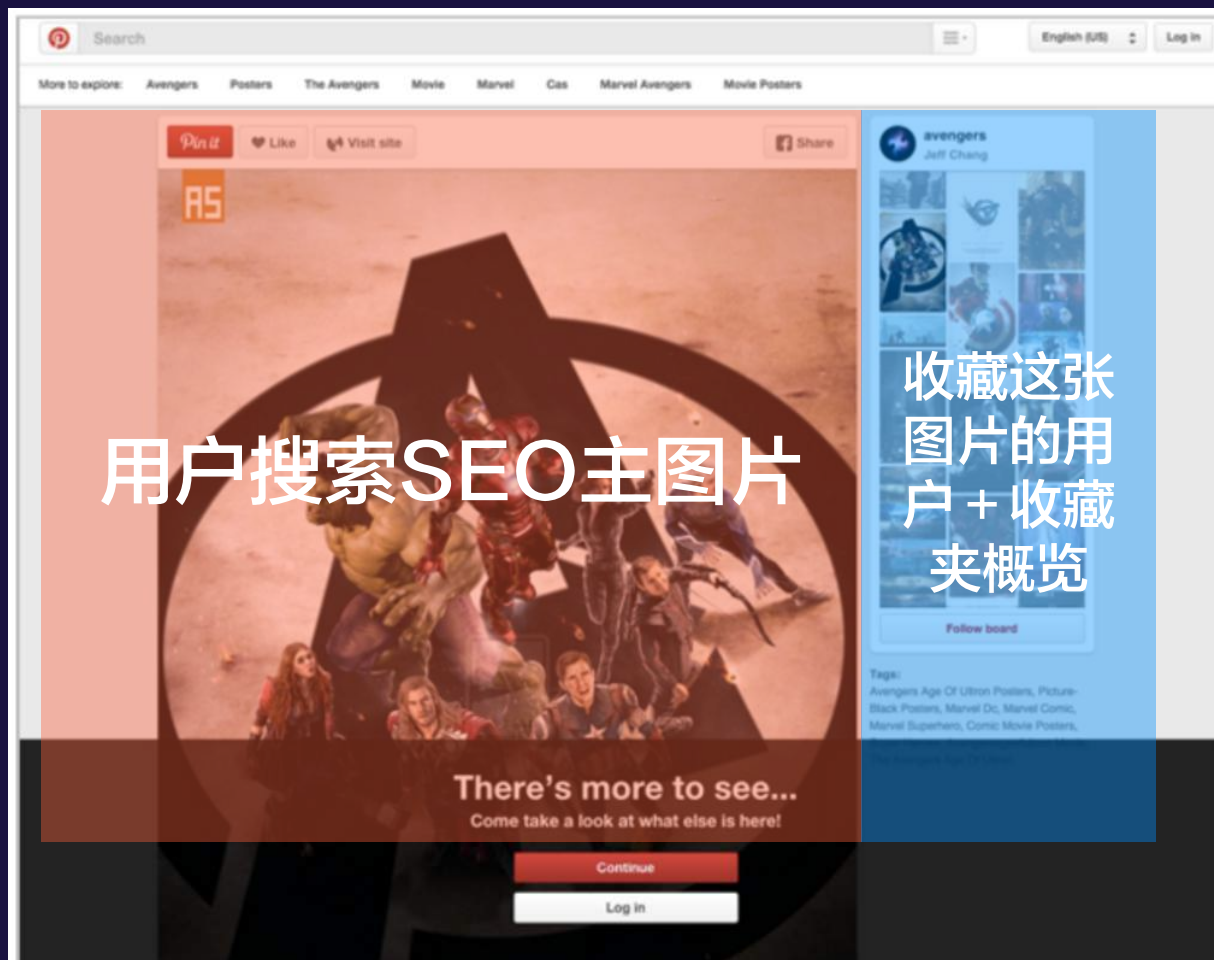 Search
English (US)
Log in
More to explore: Avengers Posters The Avengers Movie Marvel Cas Marvel Avengers Movie Posters
Pin it
Like
Visit site
Share
AS
avengers
Jeff Chang
用户搜索SEO主图片
收藏这张
图片的用
户+收藏
夹概览
Follow board
Tags:
Avengers Age Of Ultron Posters, Picture-
Black Posters, Marvel Dc, Marvel Comic,
Marvel Superhero, Comic Movie Posters,
There's more to see...
Come take a look at what else is here!
Continue
Log in